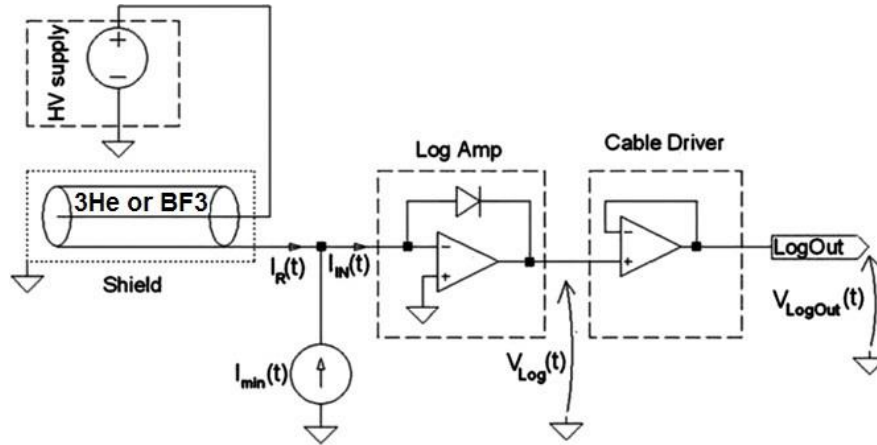 HV supply
+
−
3He or BF3
Shield
I_R(t)
I_IN(t)
I_min(t)
Log Amp
−
+
V_Log(t)
Cable Driver
−
+
LogOut
V_LogOut(t)